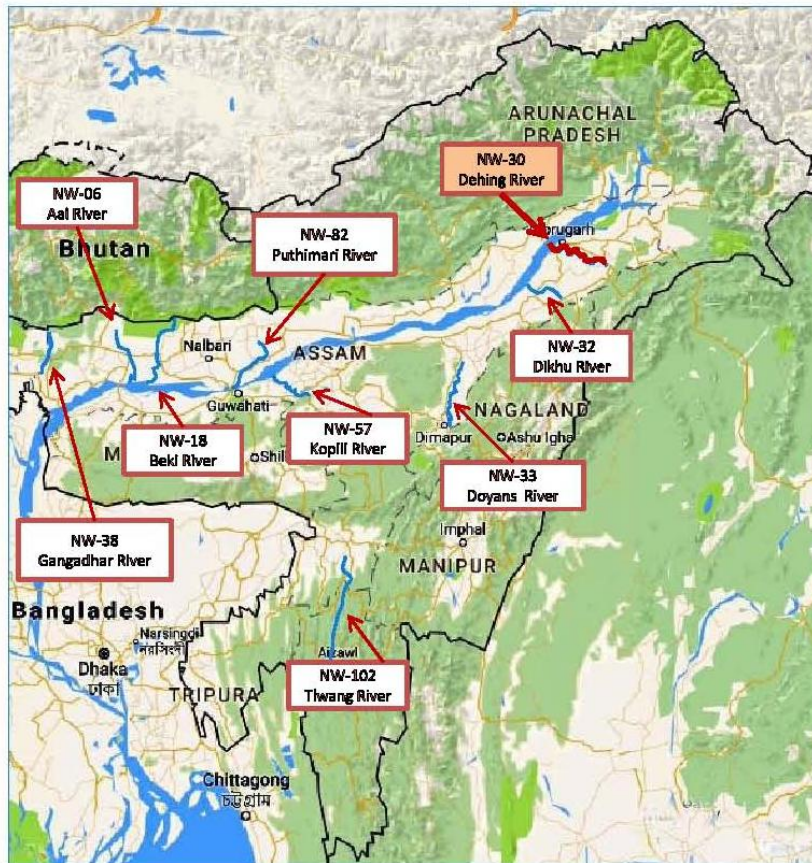 ARUNACHAL
PRADESH
NW-30
Dehing River
NW-06
Aai River
Bhutan
NW-82
Puthimari River
brugarh
Nalbari
ASSAM
NW-32
Dikhu River
Guwahati
NAGALAND
NW-18
Beki River
M
Shil
NW-57
Kopili River
Dimapur
Ashu Igha
NW-33
Doyans River
NW-38
Gangadhar River
Imphal
MANIPUR
Bangladesh
Narsingdi
নরসিংদী
Dhaka
ঢাকা
Aizawl
NW-102
Tlwang River
TRIPURA
Chittagong
চট্টগ্রাম